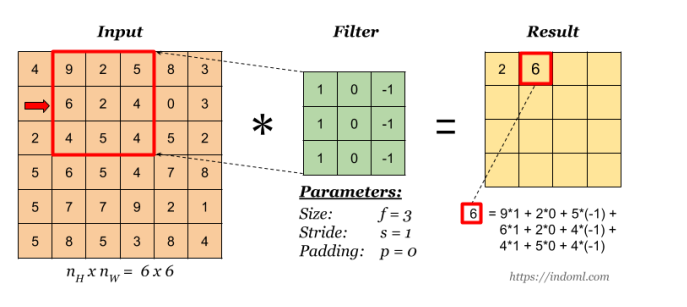 Input
Filter
Result
4 9 2 5 8 3
6 2 4 0 3
2 4 5 4 5 2
5 6 5 4 7 8
5 7 7 9 2 1
5 8 5 3 8 4
n_H x n_W = 6 x 6
*
1 0 -1
1 0 -1
1 0 -1
Parameters:
Size: f = 3
Stride: s = 1
Padding: p = 0
=
2 6
6 = 9*1 + 2*0 + 5*(-1) +
6*1 + 2*0 + 4*(-1) +
4*1 + 5*0 + 4*(-1)
https://indoml.com